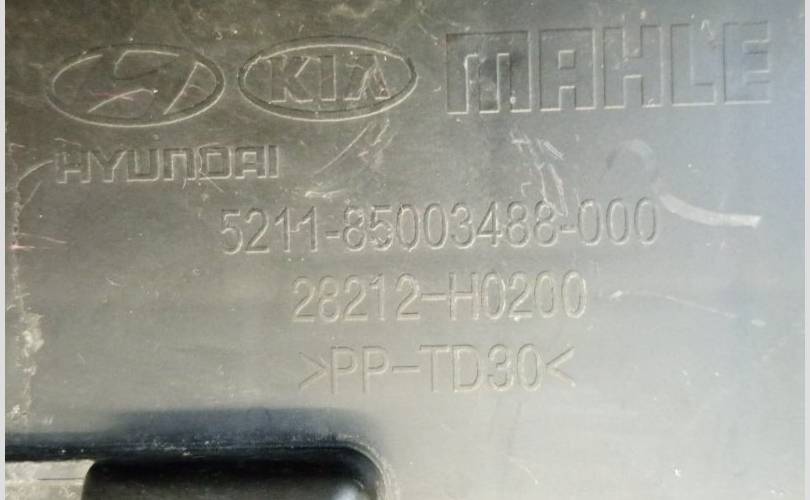 KIA MAHLE
HYUNDAI
5211-85003488-000
28212-H0200
>PP-TD30<